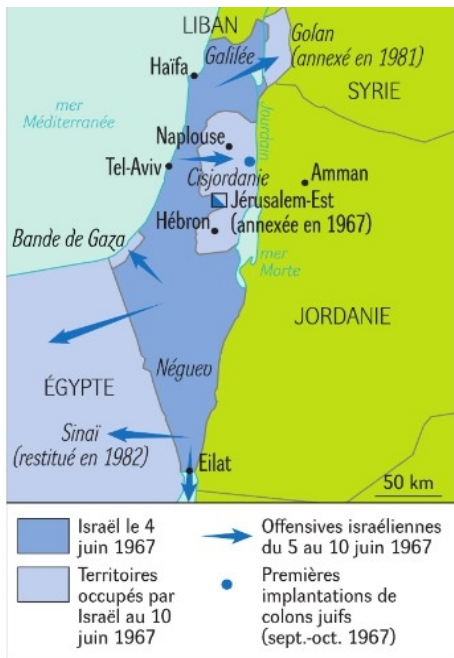 LIBAN
Golan
(annexé en 1981)
Galilée
Haïfa
SYRIE
mer
Méditerranée
Jourdain
Naplouse
Tel-Aviv
Cisjordanie
Amman
Jérusalem-Est
(annexée en 1967)
Hébron
Bande de Gaza
mer
Morte
JORDANIE
Néguev
ÉGYPTE
Sinaï
(restitué en 1982)
Eilat
50 km
Israël le 4
juin 1967
Territoires
occupés par
Israël au 10
juin 1967
Offensives israéliennes
du 5 au 10 juin 1967
Premières
implantations de
colons juifs
(sept.-oct. 1967)